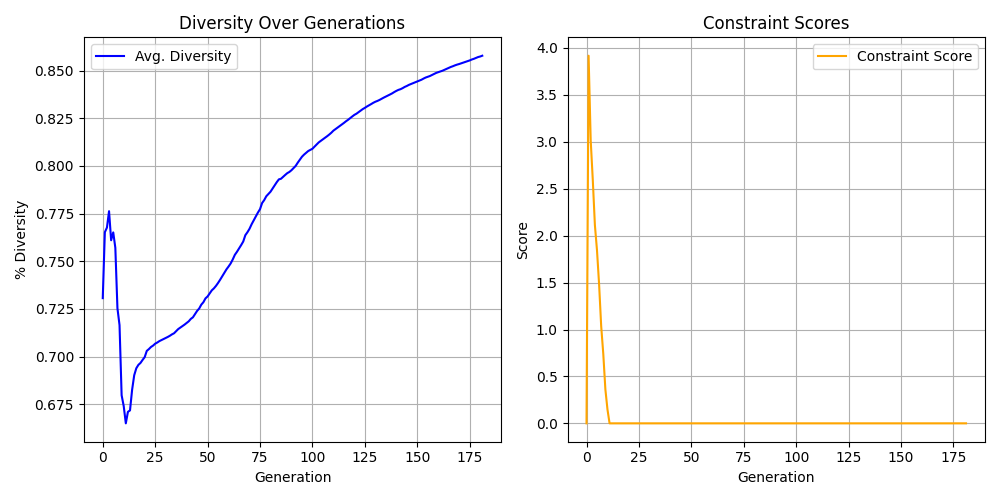 Diversity Over Generations
Avg. Diversity
% Diversity
0.850
0.825
0.800
0.775
0.750
0.725
0.700
0.675
0 25 50 75 100 125 150 175
Generation
Constraint Scores
Constraint Score
Score
4.0
3.5
3.0
2.5
2.0
1.5
1.0
0.5
0.0
0 25 50 75 100 125 150 175
Generation